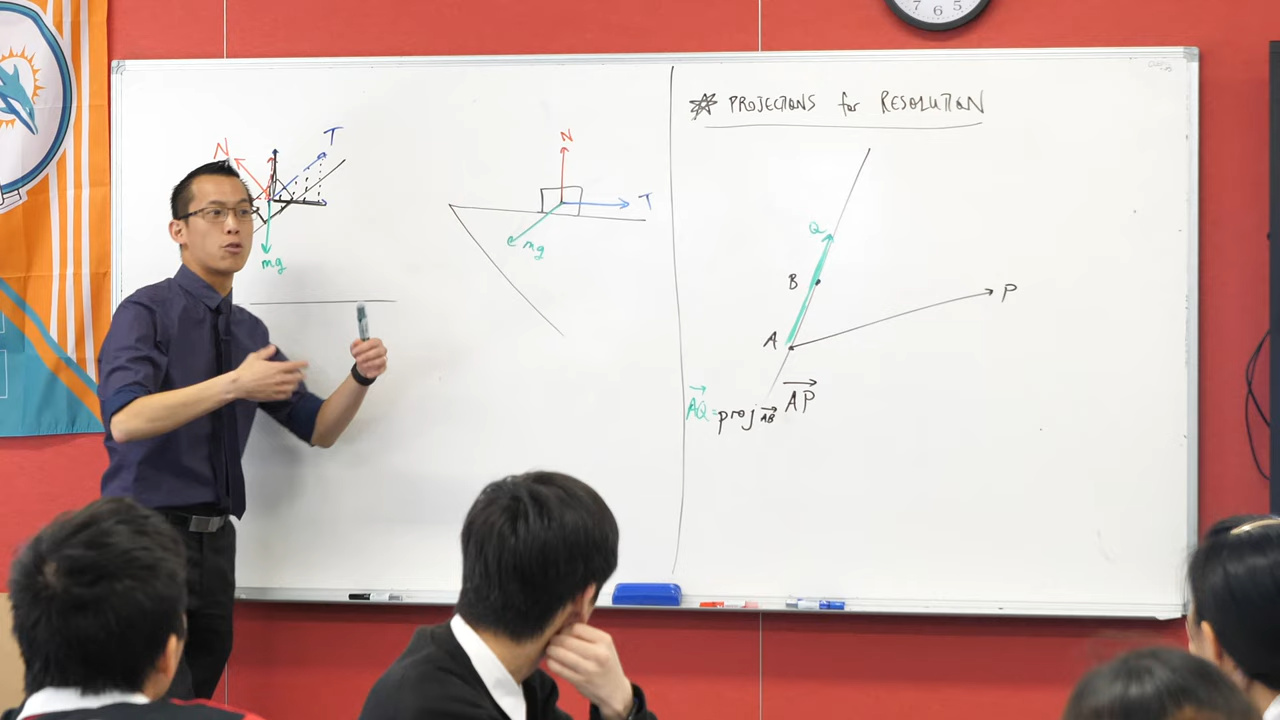 N
T
mg
N
T
mg
☆ PROJECTIONS for RESOLUTION
Q
B
A
P
AQ = proj AB AP
7 6 5